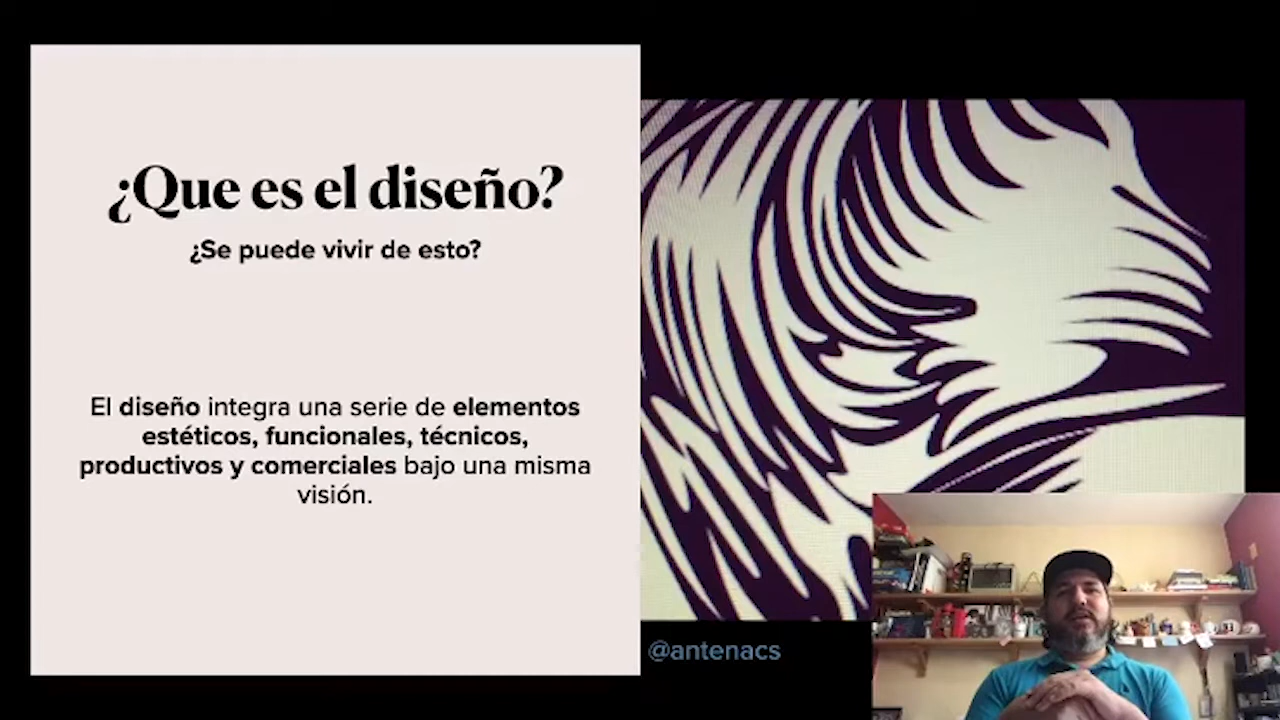 ¿Que es el diseño?
¿Se puede vivir de esto?
El diseño integra una serie de elementos
estéticos, funcionales, técnicos,
productivos y comerciales bajo una misma
visión.
@antenacs